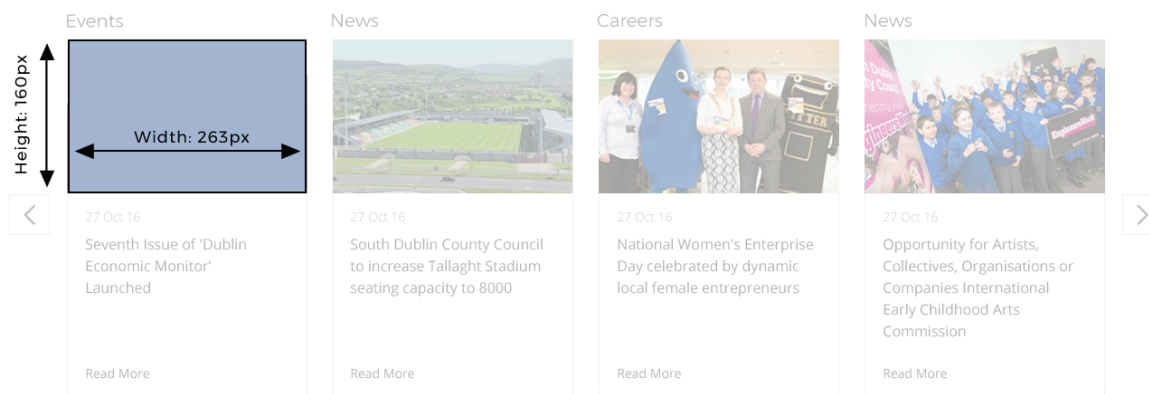 Events
News
Careers
News
Height: 160px
Width: 263px
EngineersWeek
27 Oct 16
Seventh Issue of 'Dublin
Economic Monitor'
Launched
Read More
27 Oct 16
South Dublin County Council
to increase Tallaght Stadium
seating capacity to 8000
Read More
27 Oct 16
National Women's Enterprise
Day celebrated by dynamic
local female entrepreneurs
Read More
27 Oct 16
Opportunity for Artists,
Collectives, Organisations or
Companies International
Early Childhood Arts
Commission
Read More